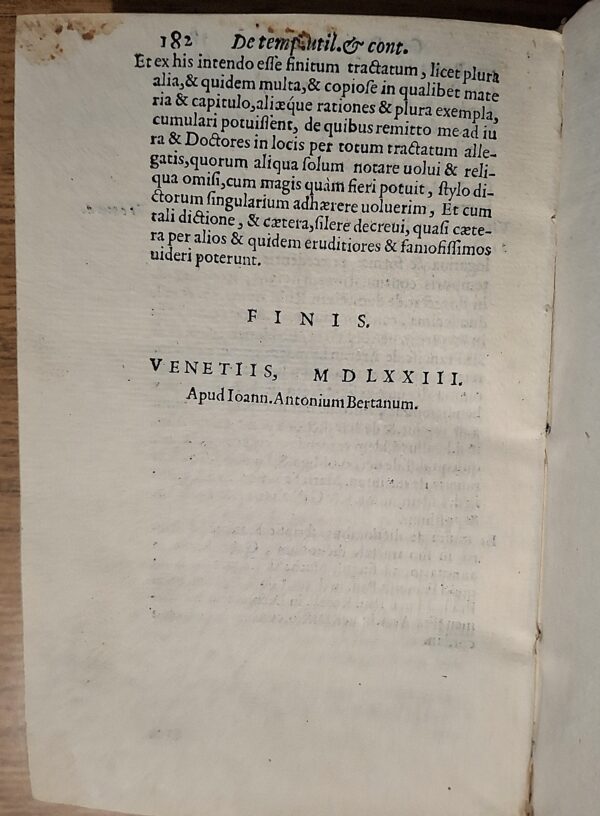 182 De temp. util. & cont.
Et ex his intendo esse finitum tractatum, licet plura
alia, & quidem multa, & copiose in qualibet mate
ria & capitulo, aliæque rationes & plura exempla,
cumulari potuissent, de quibus remitto me ad iu
ra & Doctores in locis per totum tractatum alle-
gatis, quorum aliqua solum notare uolui & reli-
qua omisi, cum magis quàm fieri potuit, stylo di-
ctorum singularium adhærere uoluerim, Et cum
tali dictione, & cætera, silere decreui, quasi cæte-
ra per alios & quidem eruditiores & famosissimos
uideri poterunt.
FINIS.
VENETIIS, MDLXXIII.
Apud Ioann. Antonium Bertanum.